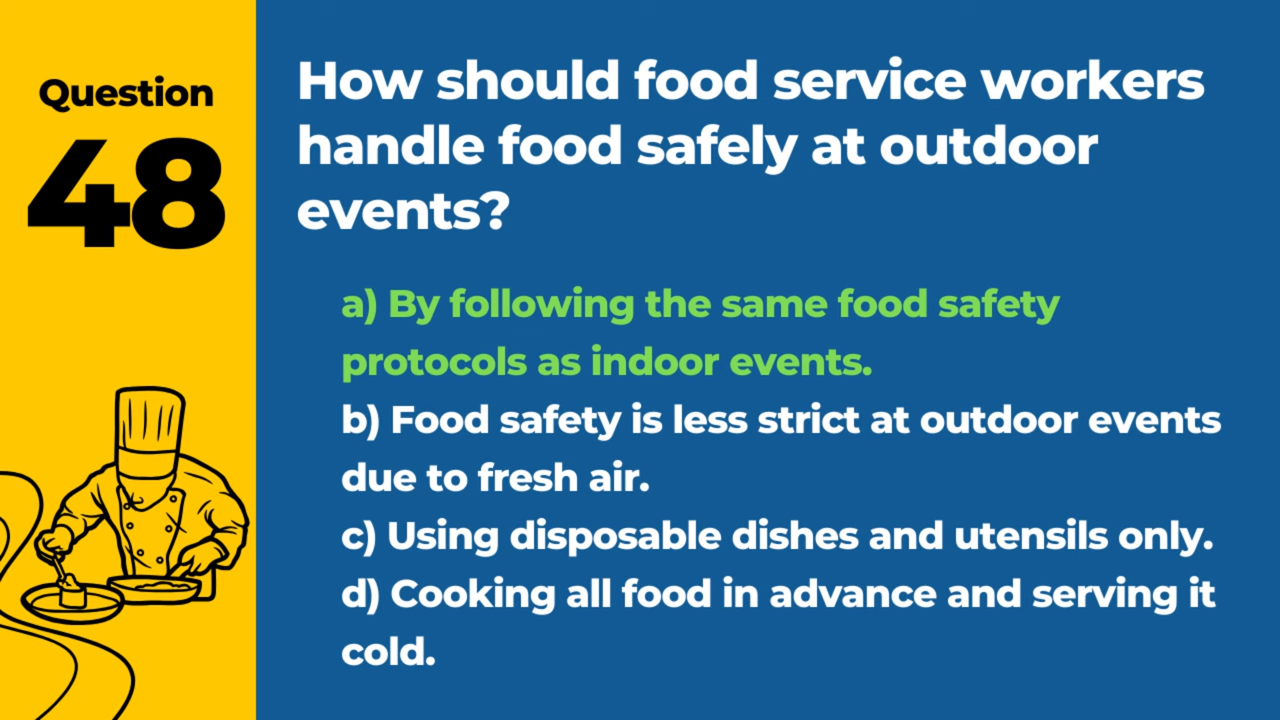 Question
48
How should food service workers
handle food safely at outdoor
events?
a) By following the same food safety
protocols as indoor events.
b) Food safety is less strict at outdoor events
due to fresh air.
c) Using disposable dishes and utensils only.
d) Cooking all food in advance and serving it
cold.